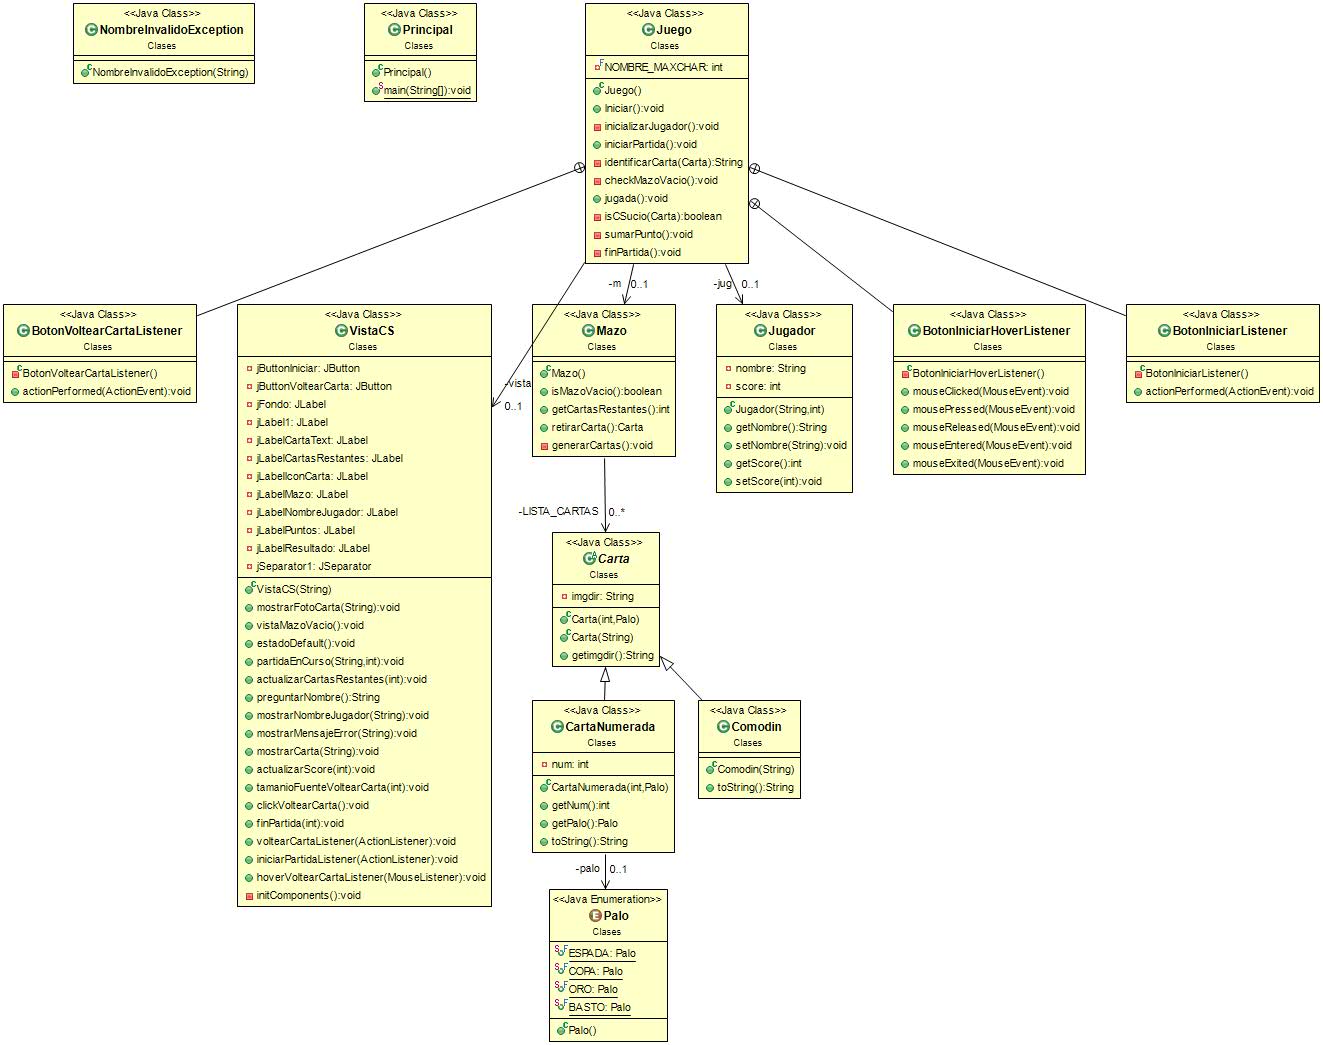 <<Java Class>>
NombreInvalidoException
Clases
NombreInvalidoException(String)
<<Java Class>>
Principal
Clases
Principal()
main(String[]):void
<<Java Class>>
Juego
Clases
NOMBRE_MAXCHAR: int
Juego()
Iniciar():void
inicializarJugador():void
iniciarPartida():void
identificarCarta(Carta):String
checkMazoVacio():void
jugada():void
isCSucio(Carta):boolean
sumarPunto():void
finPartida():void
-m 0..1
-jug 0..1
-vista
0..1
<<Java Class>>
BotonVoltearCartaListener
Clases
BotonVoltearCartaListener()
actionPerformed(ActionEvent):void
<<Java Class>>
VistaCS
Clases
jButtonIniciar: JButton
jButtonVoltearCarta: JButton
jFondo: JLabel
jLabel1: JLabel
jLabelCartaText: JLabel
jLabelCartasRestantes: JLabel
jLabelIconCarta: JLabel
jLabelMazo: JLabel
jLabelNombreJugador: JLabel
jLabelPuntos: JLabel
jLabelResultado: JLabel
jSeparator1: JSeparator
VistaCS(String)
mostrarFotoCarta(String):void
vistaMazoVacio():void
estadoDefault():void
partidaEnCurso(String,int):void
actualizarCartasRestantes(int):void
preguntarNombre():String
mostrarNombreJugador(String):void
mostrarMensajeError(String):void
mostrarCarta(String):void
actualizarScore(int):void
tamanioFuenteVoltearCarta(int):void
clickVoltearCarta():void
finPartida(int):void
voltearCartaListener(ActionListener):void
iniciarPartidaListener(ActionListener):void
hoverVoltearCartaListener(MouseListener):void
initComponents():void
<<Java Class>>
Mazo
Clases
Mazo()
isMazoVacio():boolean
getCartasRestantes():int
retirarCarta():Carta
generarCartas():void
<<Java Class>>
Jugador
Clases
nombre: String
score: int
Jugador(String,int)
getNombre():String
setNombre(String):void
getScore():int
setScore(int):void
<<Java Class>>
BotonIniciarHoverListener
Clases
BotonIniciarHoverListener()
mouseClicked(MouseEvent):void
mousePressed(MouseEvent):void
mouseReleased(MouseEvent):void
mouseEntered(MouseEvent):void
mouseExited(MouseEvent):void
<<Java Class>>
BotonIniciarListener
Clases
BotonIniciarListener()
actionPerformed(ActionEvent):void
-LISTA_CARTAS 0..*
<<Java Class>>
Carta
Clases
imgdir: String
Carta(int,Palo)
Carta(String)
getimgdir():String
<<Java Class>>
CartaNumerada
Clases
num: int
CartaNumerada(int,Palo)
getNum():int
getPalo():Palo
toString():String
<<Java Class>>
Comodin
Clases
Comodin(String)
toString():String
-palo 0..1
<<Java Enumeration>>
Palo
Clases
ESPADA: Palo
COPA: Palo
ORO: Palo
BASTO: Palo
Palo()